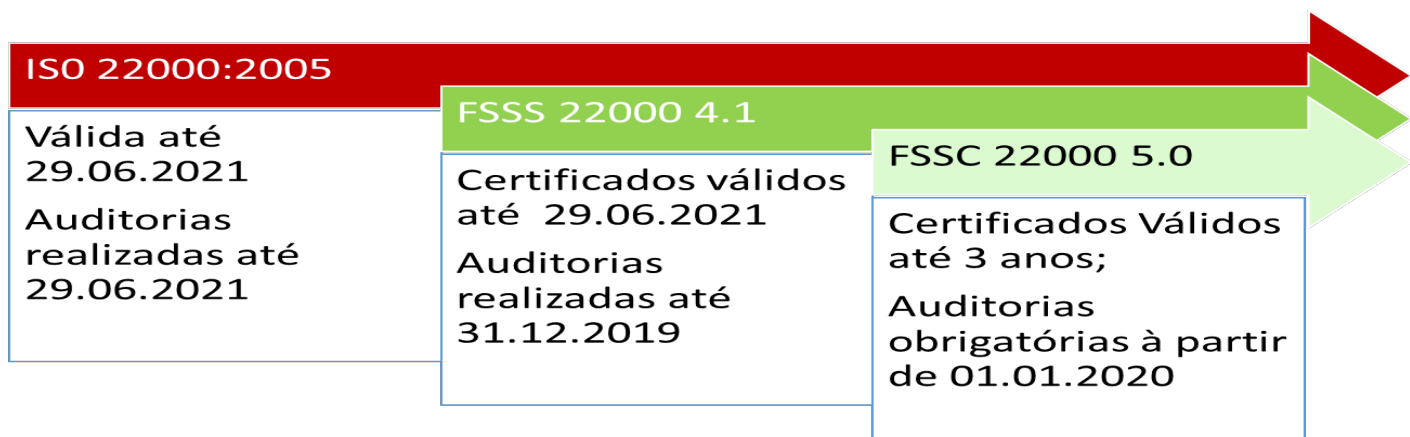 IS0 22000:2005
Válida até
29.06.2021
Auditorias
realizadas até
29.06.2021
FSSS 22000 4.1
Certificados válidos
até 29.06.2021
Auditorias
realizadas até
31.12.2019
FSSC 22000 5.0
Certificados Válidos
até 3 anos;
Auditorias
obrigatórias à partir
de 01.01.2020